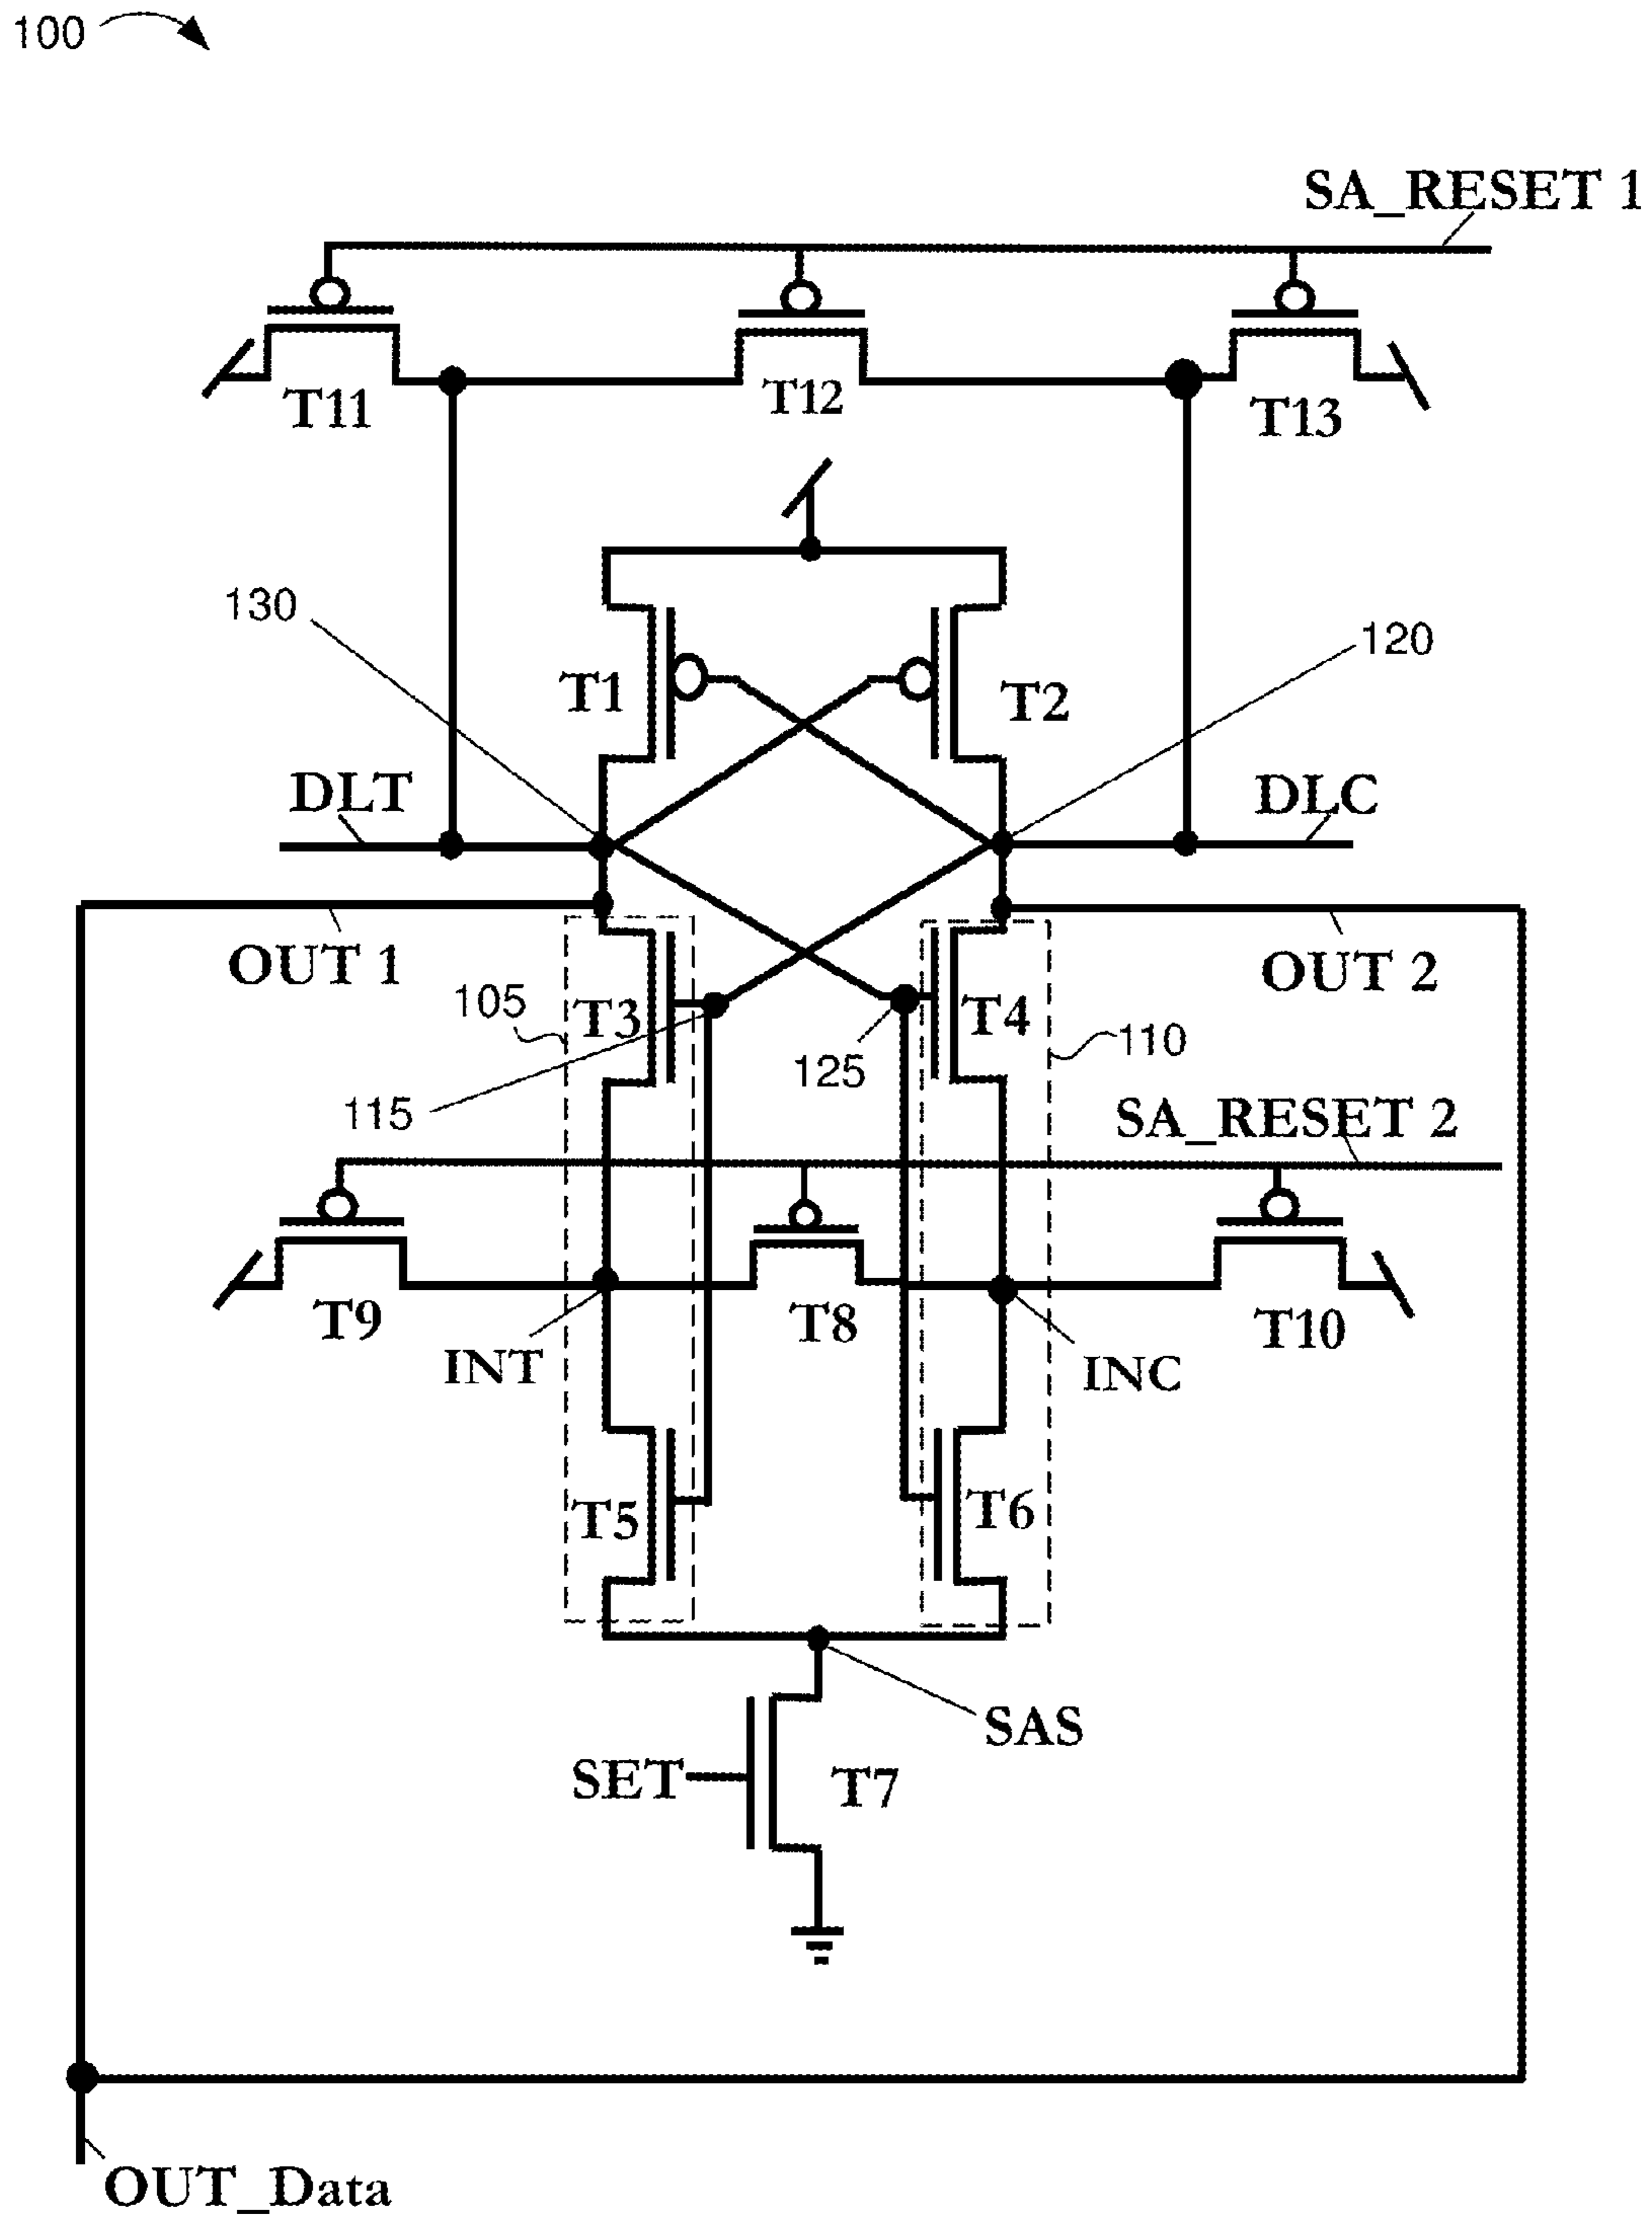 100
SA_RESET 1
T11
T12
T13
130
120
T1
T2
DLT
DLC
OUT 1
OUT 2
105
T3
T4
110
125
115
SA_RESET 2
T9
T8
T10
INT
INC
T5
T6
SAS
SET
T7
OUT_Data